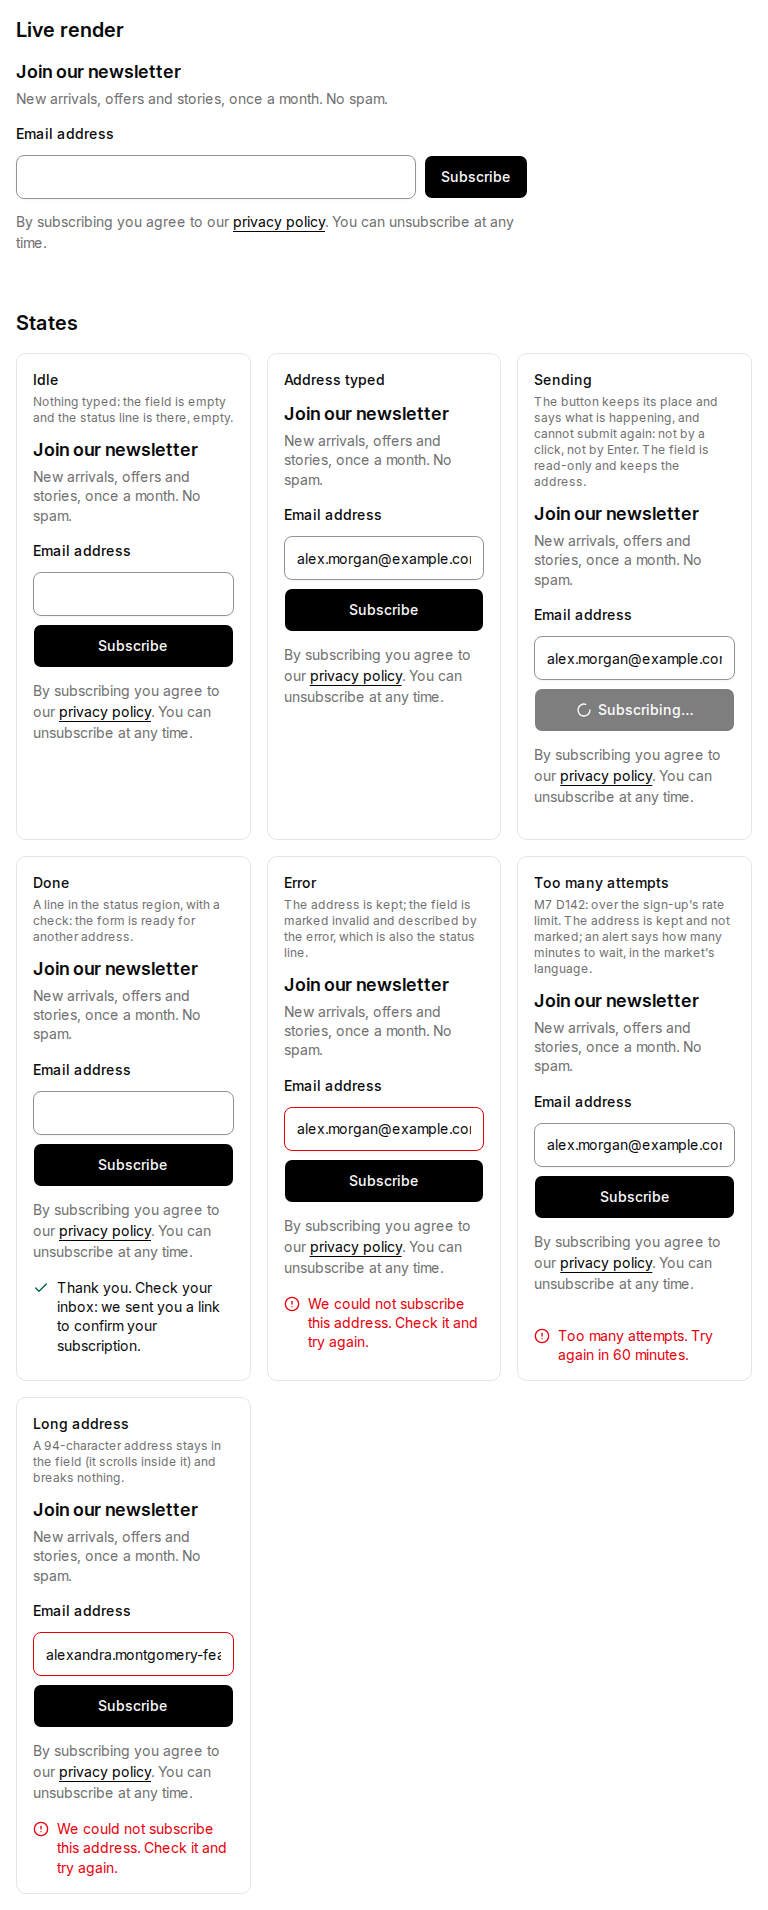 Live render
Join our newsletter
New arrivals, offers and stories, once a month. No spam.
Email address
Subscribe
By subscribing you agree to our privacy policy. You can unsubscribe at any
time.
States
Idle
Nothing typed: the field is empty
and the status line is there, empty.
Join our newsletter
New arrivals, offers and
stories, once a month. No
spam.
Email address
Subscribe
By subscribing you agree to
our privacy policy. You can
unsubscribe at any time.
Address typed
Join our newsletter
New arrivals, offers and
stories, once a month. No
spam.
Email address
alex.morgan@example.com
Subscribe
By subscribing you agree to
our privacy policy. You can
unsubscribe at any time.
Sending
The button keeps its place and
says what is happening, and
cannot submit again: not by a
click, not by Enter. The field is
read-only and keeps the
address.
Join our newsletter
New arrivals, offers and
stories, once a month. No
spam.
Email address
alex.morgan@example.com
Subscribing...
By subscribing you agree to
our privacy policy. You can
unsubscribe at any time.
Done
A line in the status region, with a
check: the form is ready for
another address.
Join our newsletter
New arrivals, offers and
stories, once a month. No
spam.
Email address
Subscribe
By subscribing you agree to
our privacy policy. You can
unsubscribe at any time.
Thank you. Check your
inbox: we sent you a link
to confirm your
subscription.
Error
The address is kept; the field is
marked invalid and described by
the error, which is also the status
line.
Join our newsletter
New arrivals, offers and
stories, once a month. No
spam.
Email address
alex.morgan@example.com
Subscribe
By subscribing you agree to
our privacy policy. You can
unsubscribe at any time.
We could not subscribe
this address. Check it and
try again.
Too many attempts
M7 D142: over the sign-up's rate
limit. The address is kept and not
marked; an alert says how many
minutes to wait, in the market's
language.
Join our newsletter
New arrivals, offers and
stories, once a month. No
spam.
Email address
alex.morgan@example.com
Subscribe
By subscribing you agree to
our privacy policy. You can
unsubscribe at any time.
Too many attempts. Try
again in 60 minutes.
Long address
A 94-character address stays in
the field (it scrolls inside it) and
breaks nothing.
Join our newsletter
New arrivals, offers and
stories, once a month. No
spam.
Email address
alexandra.montgomery-fea
Subscribe
By subscribing you agree to
our privacy policy. You can
unsubscribe at any time.
We could not subscribe
this address. Check it and
try again.